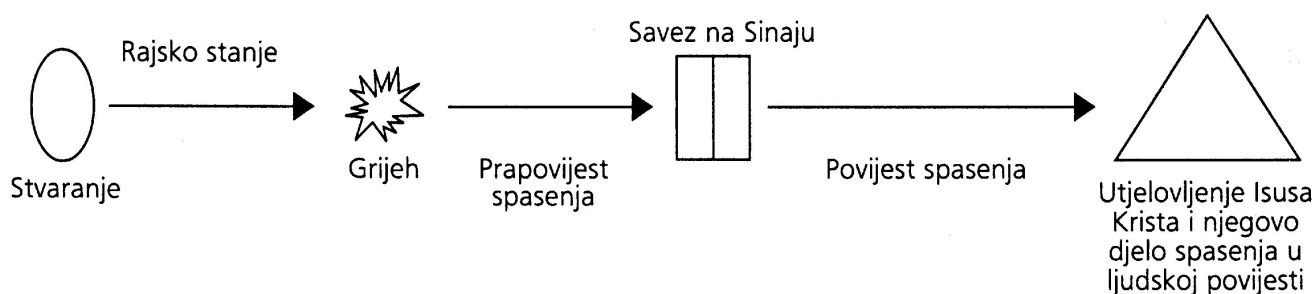 Rajsko stanje
Savez na Sinaju
Stvaranje
Grijeh
Prapovijest
spasenja
Povijest spasenja
Utjelovljenje Isusa
Krista i njegovo
djelo spasenja u
ljudskoj povijesti